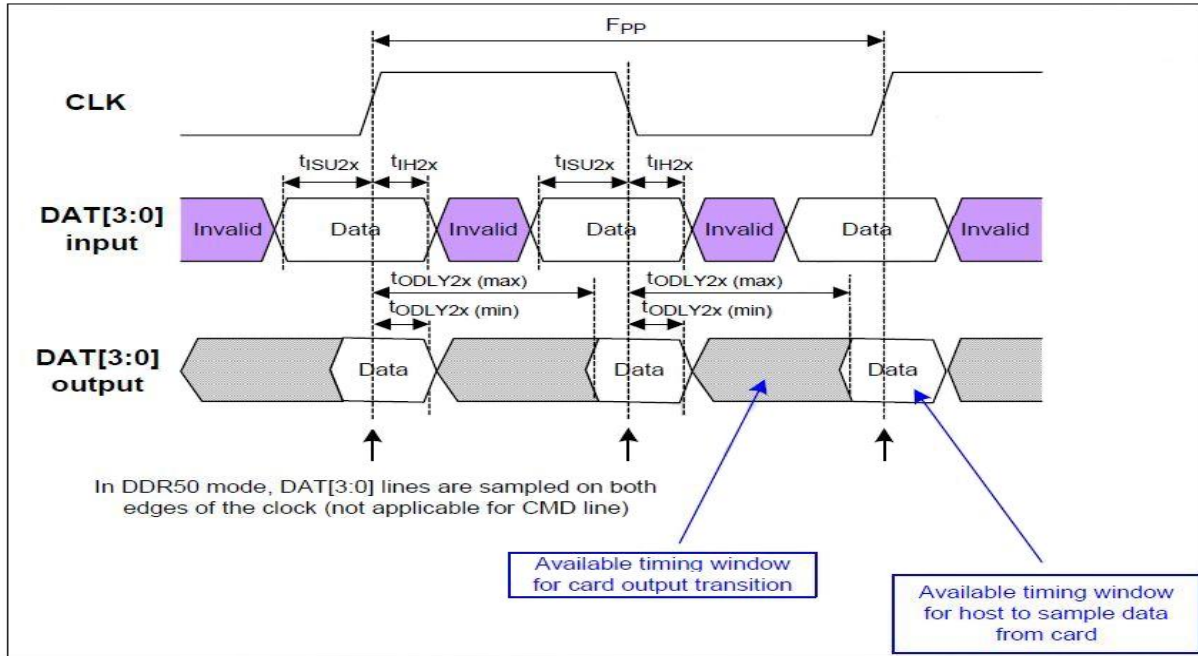 FPP
CLK
tISU2x tIH2x tISU2x tIH2x
DAT[3:0]
input
Invalid Data Invalid Data Invalid Data Invalid
tODLY2x (max) tODLY2x (max)
tODLY2x (min) tODLY2x (min)
DAT[3:0]
output
Data Data Data
In DDR50 mode, DAT[3:0] lines are sampled on both
edges of the clock (not applicable for CMD line)
Available timing window
for card output transition
Available timing window
for host to sample data
from card